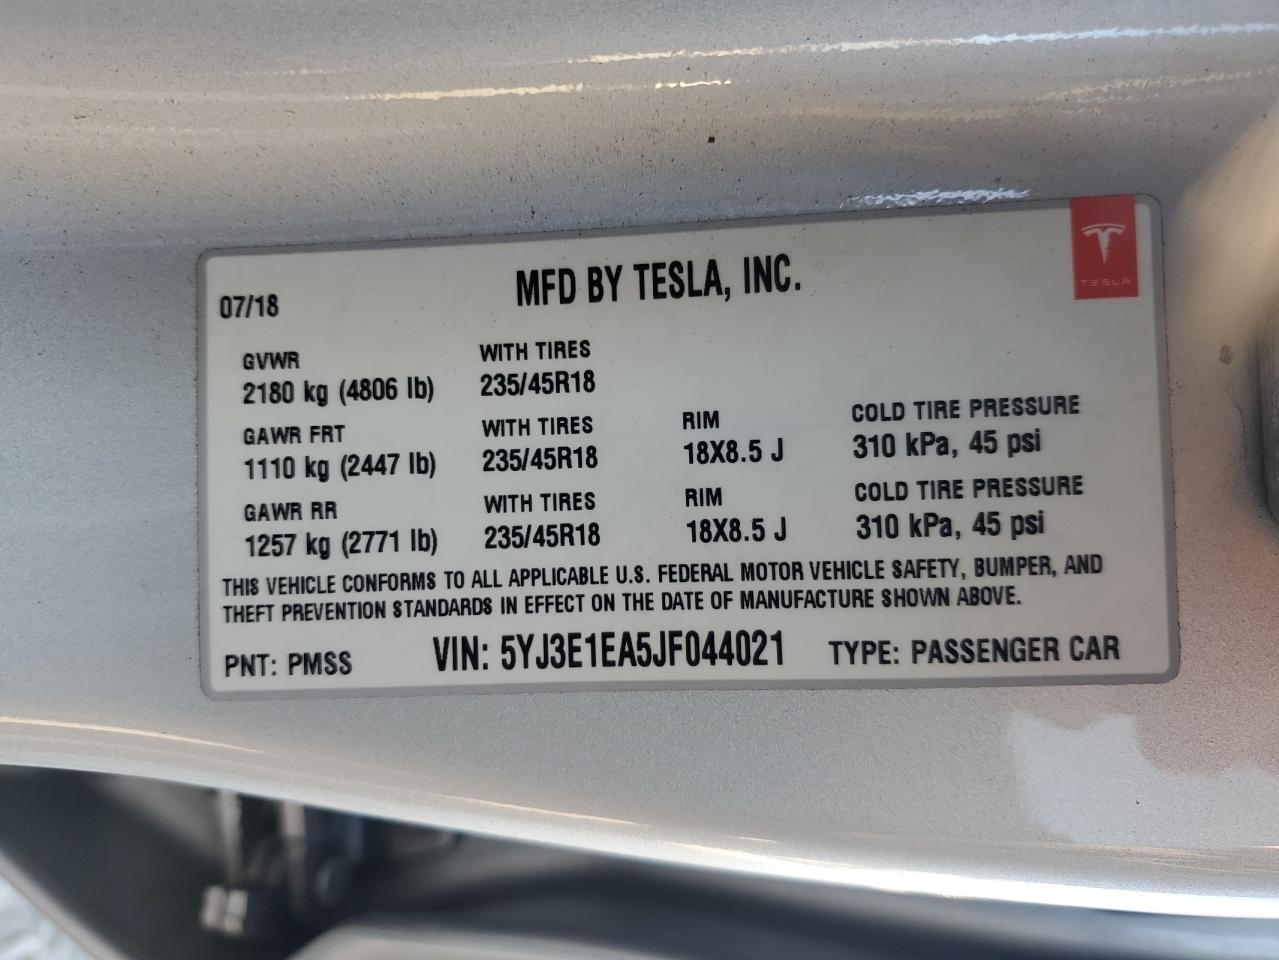 TESLA
MFD BY TESLA, INC.
07/18
GVWR WITH TIRES
2180 kg (4806 lb) 235/45R18
GAWR FRT WITH TIRES RIM COLD TIRE PRESSURE
1110 kg (2447 lb) 235/45R18 18X8.5 J 310 kPa, 45 psi
GAWR RR WITH TIRES RIM COLD TIRE PRESSURE
1257 kg (2771 lb) 235/45R18 18X8.5 J 310 kPa, 45 psi
THIS VEHICLE CONFORMS TO ALL APPLICABLE U.S. FEDERAL MOTOR VEHICLE SAFETY, BUMPER, AND
THEFT PREVENTION STANDARDS IN EFFECT ON THE DATE OF MANUFACTURE SHOWN ABOVE.
PNT: PMSS VIN: 5YJ3E1EA5JF044021 TYPE: PASSENGER CAR